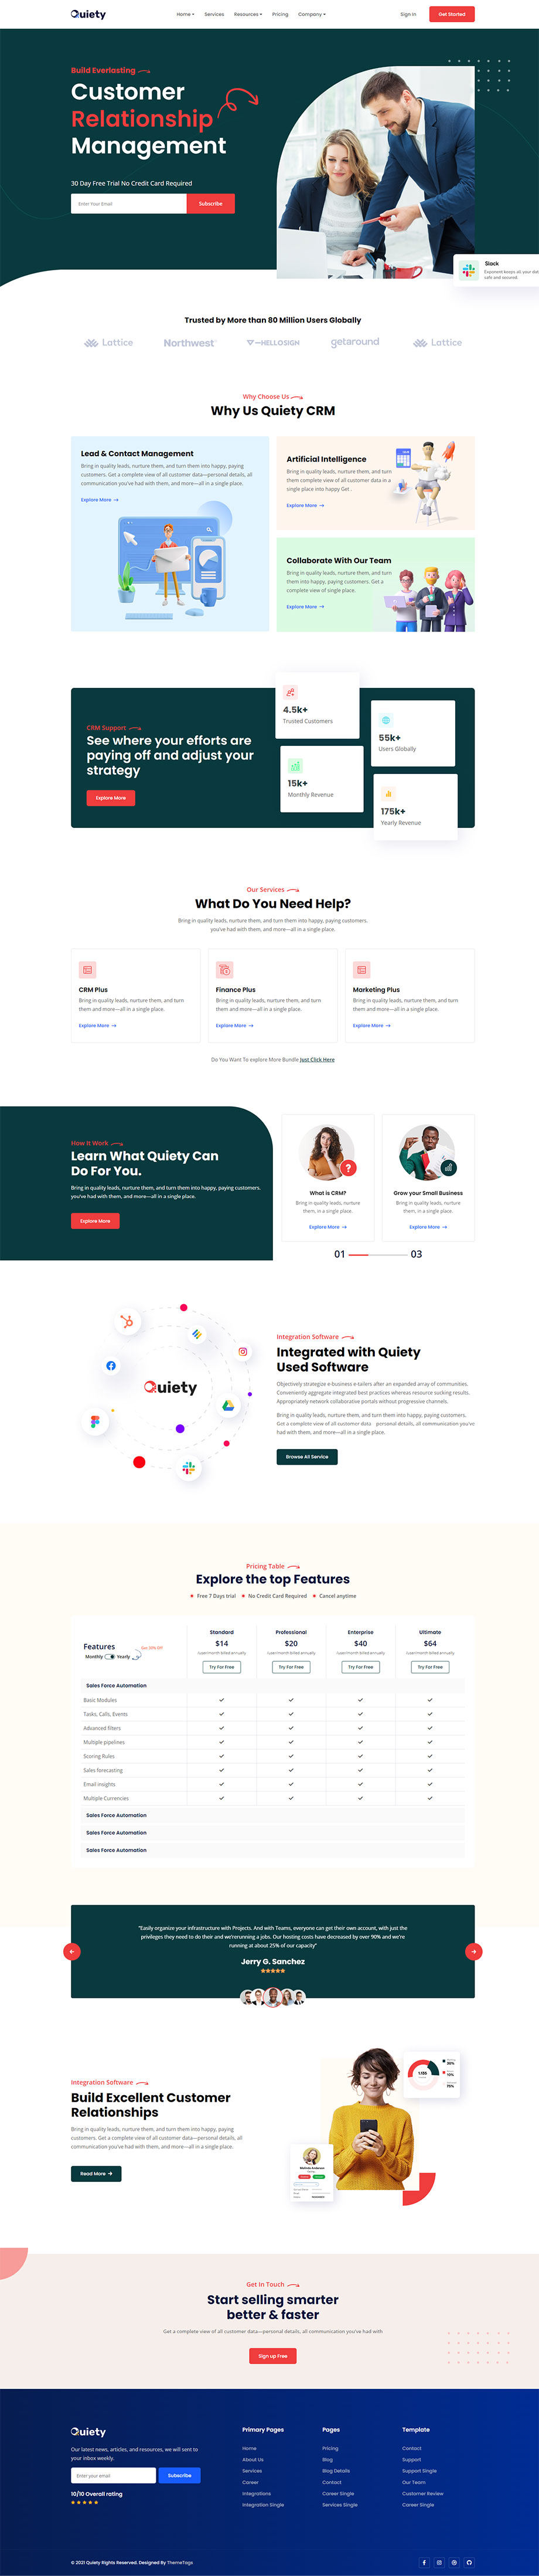 Quiety
Home
Services
Resources
Pricing
Company
Sign In
Get Started
Build Everlasting
Customer
Relationship
Management
30 Day Free Trial No Credit Card Required
Enter Your Email
Subscribe
Slack
Exponent keeps all your dat
safe and secured.
Trusted by More than 80 Million Users Globally
Lattice
Northwest
HELLOSIGN
getaround
Lattice
Why Choose Us
Why Us Quiety CRM
Lead & Contact Management
Bring in quality leads, nurture them, and turn them into happy, paying
customers. Get a complete view of all customer data—personal details, all
communication you've had with them, and more—all in a single place.
Explore More
Artificial Intelligence
Bring in quality leads, nurture them, and turn
them complete view of all customer data in a
single place into happy Get .
Explore More
Collaborate With Our Team
Bring in quality leads, nurture them, and turn
them into happy, paying customers. Get a
complete view of single place.
Explore More
CRM Support
See where your efforts are
paying off and adjust your
strategy
Explore More
4.5k+
Trusted Customers
55k+
Users Globally
15k+
Monthly Revenue
175k+
Yearly Revenue
Our Services
What Do You Need Help?
Bring in quality leads, nurture them, and turn them into happy, paying customers.
you've had with them, and more—all in a single place.
CRM Plus
Bring in quality leads, nurture them, and turn
them and more—all in a single place.
Explore More
Finance Plus
Bring in quality leads, nurture them, and turn
them and more—all in a single place.
Explore More
Marketing Plus
Bring in quality leads, nurture them, and turn
them and more—all in a single place.
Explore More
Do You Want To explore More Bundle Just Click Here
How It Work
Learn What Quiety Can
Do For You.
Bring in quality leads, nurture them, and turn them into happy, paying customers.
you've had with them, and more—all in a single place.
Explore More
What is CRM?
Bring in quality leads, nurture
them, in a single place.
Explore More
Grow your Small Business
Bring in quality leads, nurture
them, in a single place.
Explore More
01
03
Quiety
Integration Software
Integrated with Quiety
Used Software
Objectively strategize e-business e-tailers after an expanded array of communities.
Conveniently aggregate integrated best practices whereas resource sucking results.
Appropriately network collaborative portals without progressive channels.
Bring in quality leads, nurture them, and turn them into happy, paying customers.
Get a complete view of all customer data personal details, all communication you've
had with them, and more—all in a single place.
Browse All Service
Pricing Table
Explore the top Features
Free 7 Days trial
No Credit Card Required
Cancel anytime
Features
Monthly
Yearly
Standard
$14
Try For Free
Professional
$20
Try For Free
Enterprise
$40
Try For Free
Ultimate
$64
Try For Free
Sales Force Automation
Basic Modules
Tasks, Calls, Events
Advanced filters
Multiple pipelines
Scoring Rules
Sales forecasting
Email insights
Multiple Currencies
Sales Force Automation
Sales Force Automation
Sales Force Automation
"Easily organize your infrastructure with Projects. And with Teams, everyone can get their own account, with just the
privileges they need to do their and we'rerunning a jobs. Our hosting costs have decreased by over 90% and we're
running at about 25% of our capacity"
Jerry G. Sanchez
Integration Software
Build Excellent Customer
Relationships
Bring in quality leads, nurture them, and turn them into happy, paying
customers. Get a complete view of all customer data—personal details, all
communication you've had with them, and more—all in a single place.
Read More
Get In Touch
Start selling smarter
better & faster
Get a complete view of all customer data—personal details, all communication you've had with
Sign up Free
Quiety
Our latest news, articles, and resources, we will sent to
your inbox weekly.
Enter your email
Subscribe
10/10 Overall rating
Primary Pages
Home
About Us
Services
Career
Integrations
Integration Single
Pages
Pricing
Blog
Blog Details
Contact
Career Single
Services Single
Template
Contact
Support
Support Single
Our Team
Customer Review
Career Single
© 2021 Quiety Rights Reserved. Designed By ThemeTags